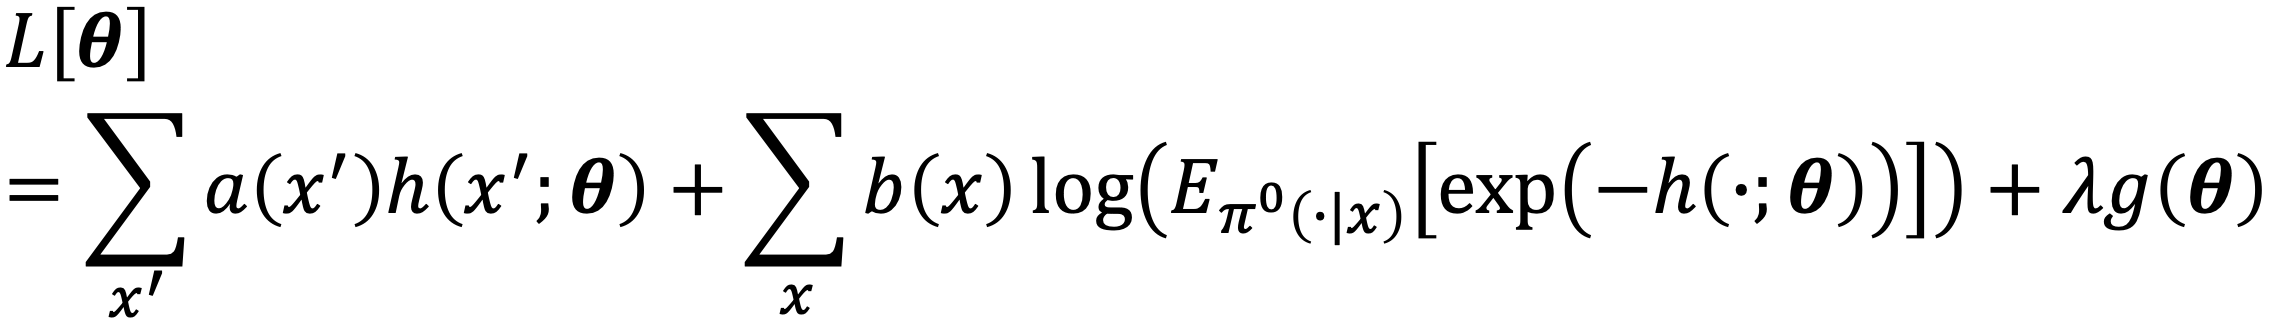 L[θ]
= ∑_{x′} a(x′)h(x′; θ) + ∑_{x} b(x) log(E_{π⁰(·|x)}[exp(−h(·; θ))]) + λg(θ)